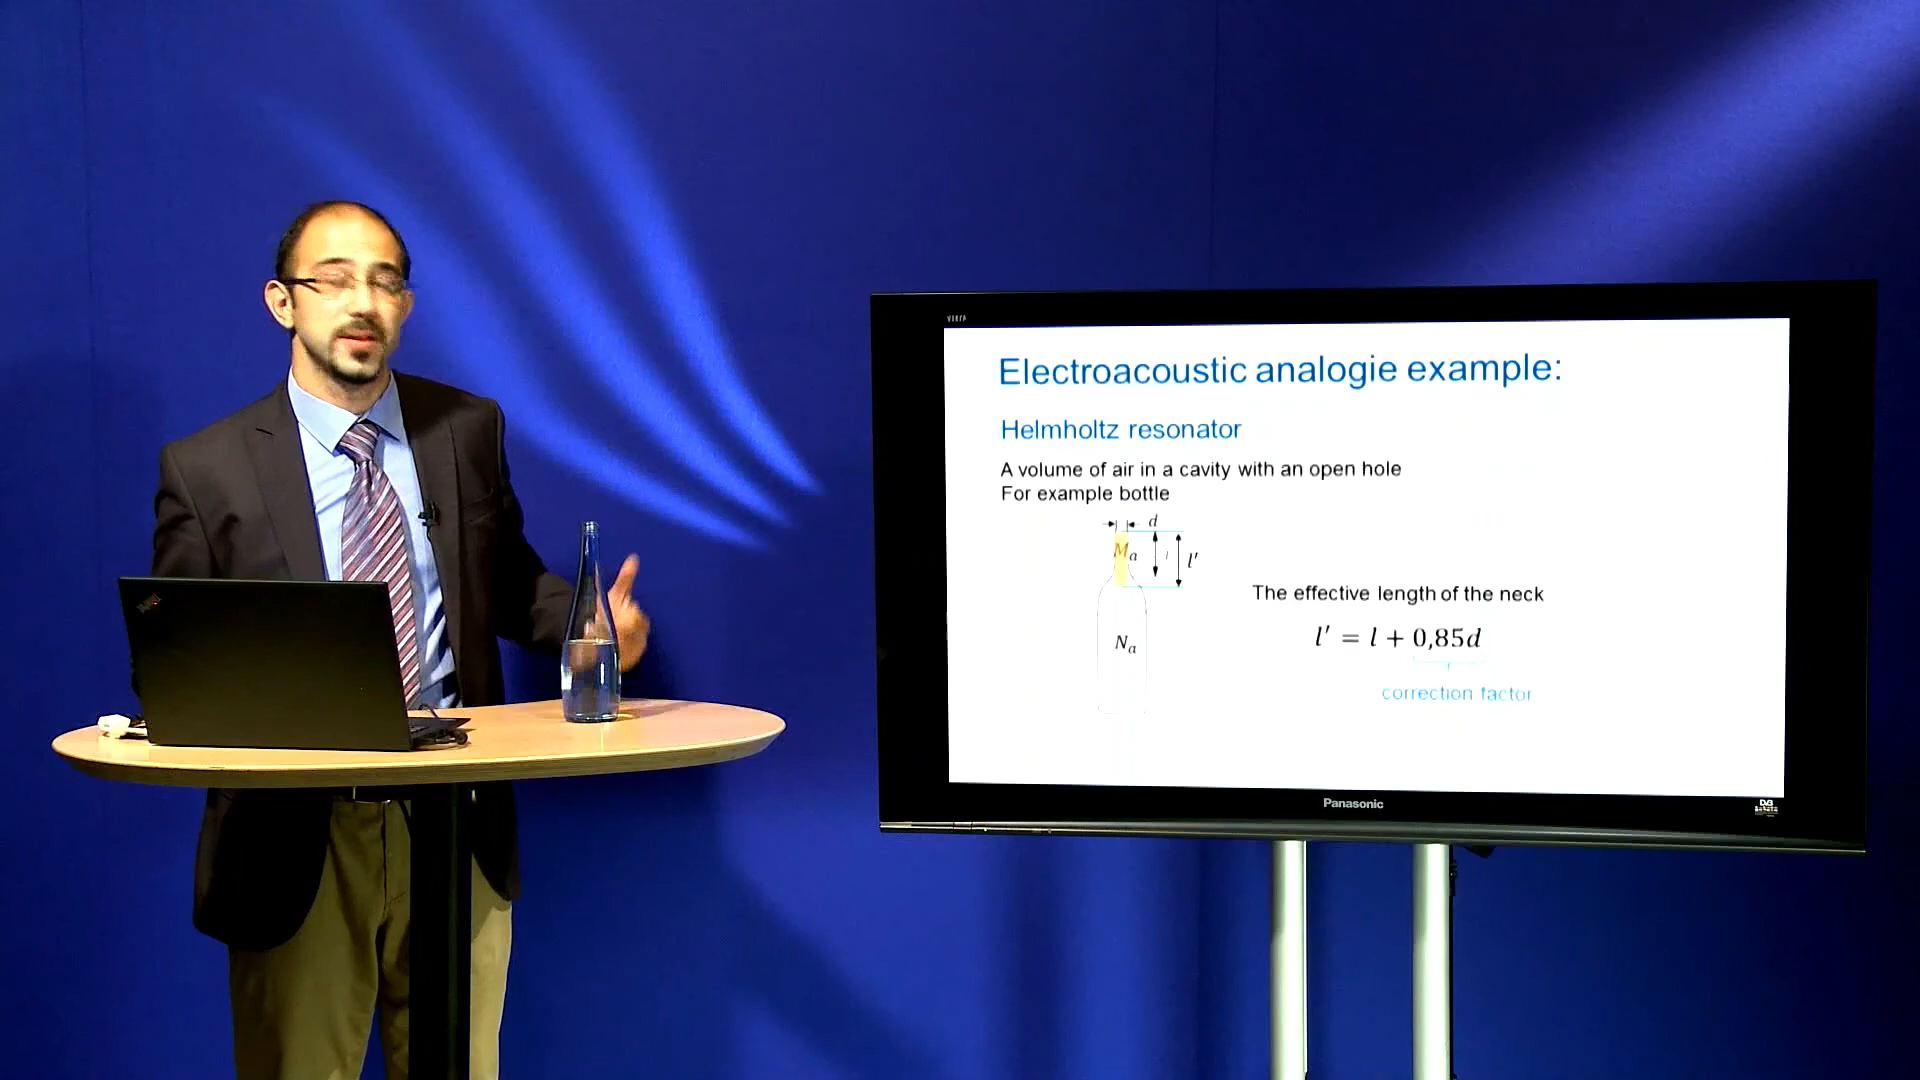 Electroacoustic analogie example:
Helmholtz resonator
A volume of air in a cavity with an open hole
For example bottle
d
Mₐ
l
l′
Nₐ
The effective length of the neck
l′ = l + 0,85d
correction factor
Panasonic